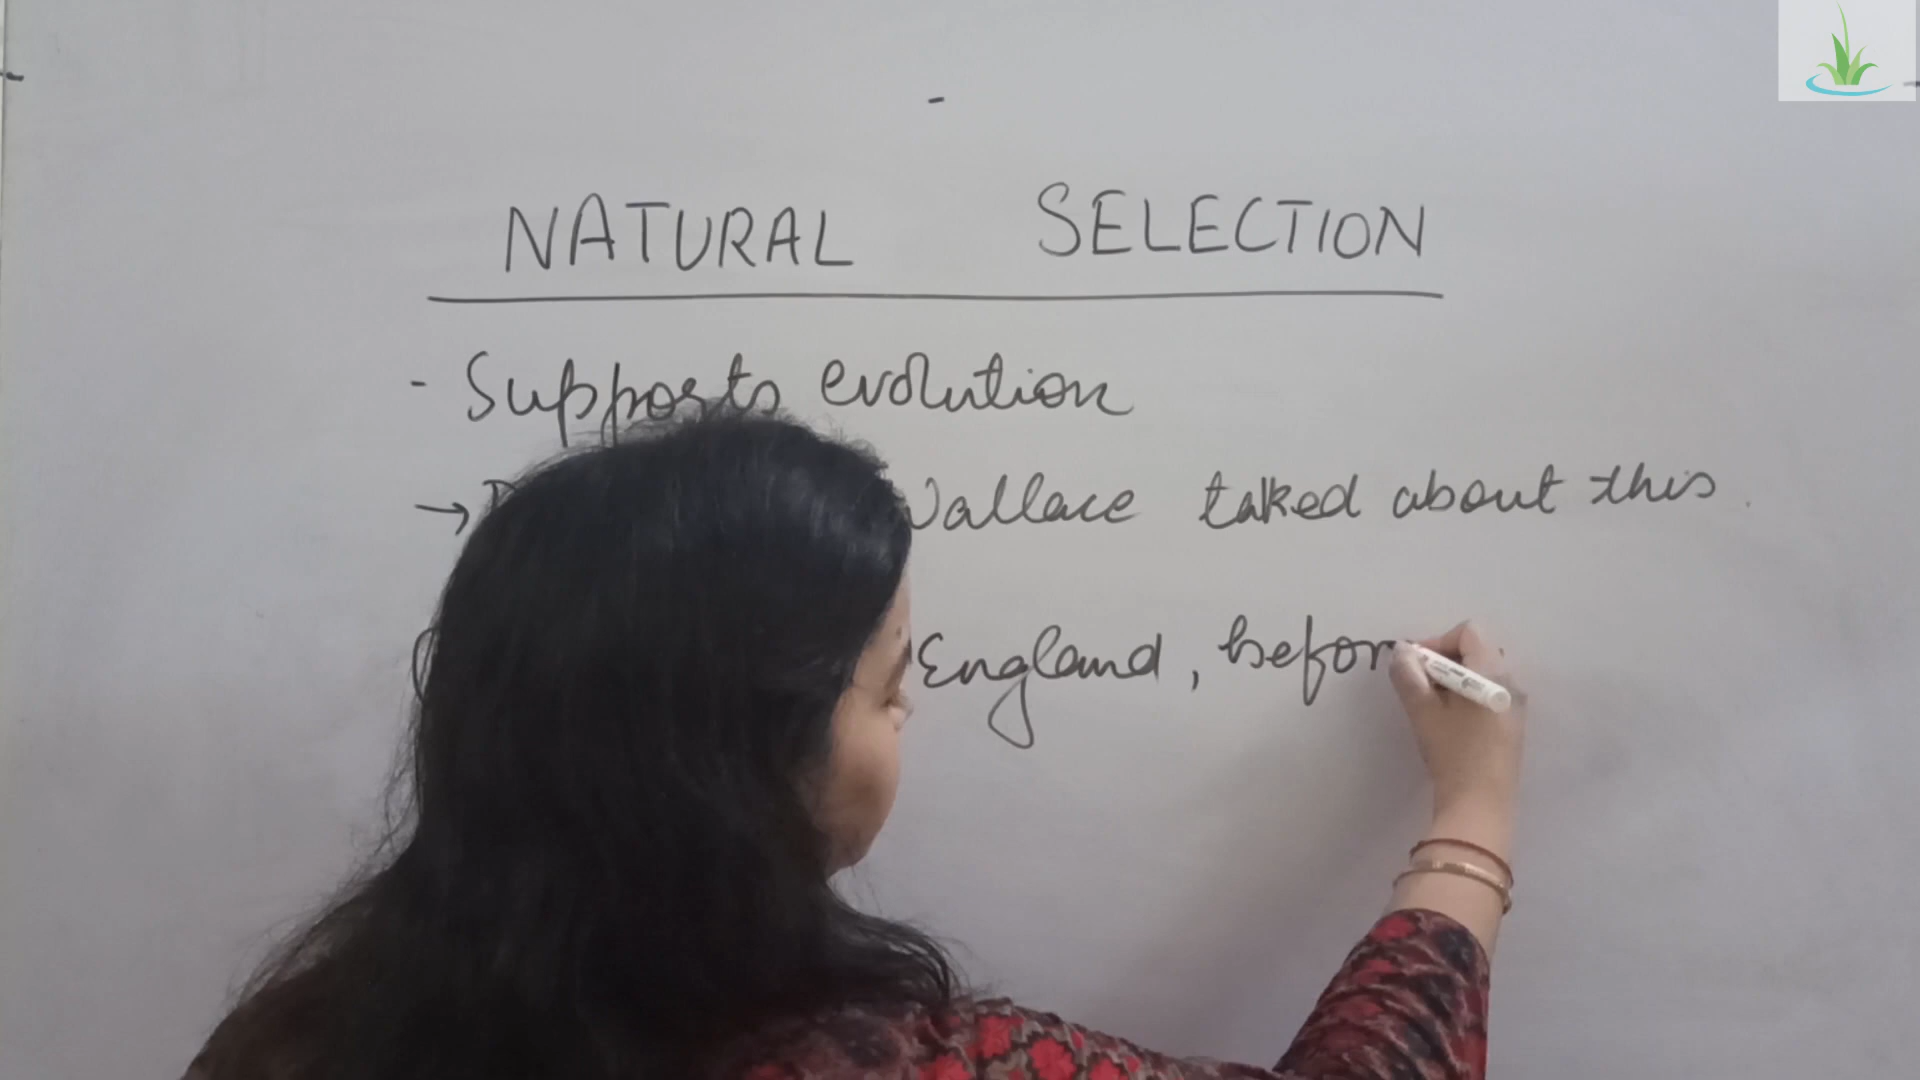 NATURAL SELECTION
- Supports evolution
→ Wallace talked about this.
England, befor